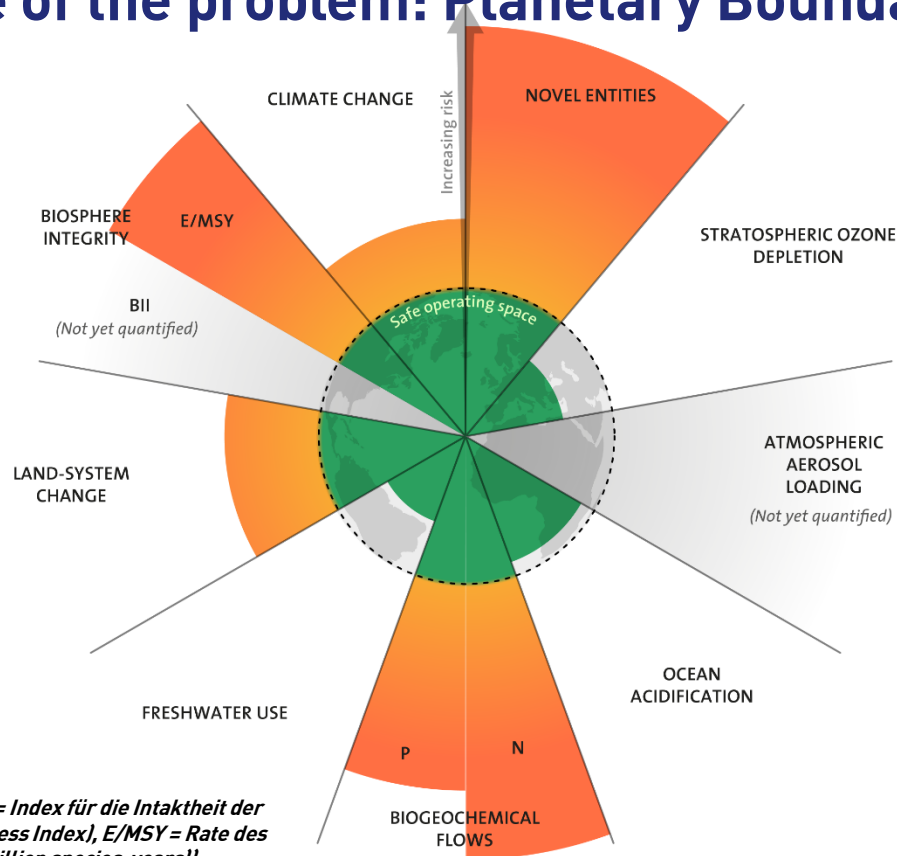 of the problem: Planetary
CLIMATE CHANGE
Increasing risk
NOVEL ENTITIES
BIOSPHERE
INTEGRITY
E/MSY
STRATOSPHERIC OZONE
DEPLETION
BII
(Not yet quantified)
Safe operating space
ATMOSPHERIC
AEROSOL
LOADING
(Not yet quantified)
LAND-SYSTEM
CHANGE
OCEAN
ACIDIFICATION
FRESHWATER USE
P
N
BIOGEOCHEMICAL
FLOWS
= Index für die Intaktheit der
Index), E/MSY = Rate des
species-years))